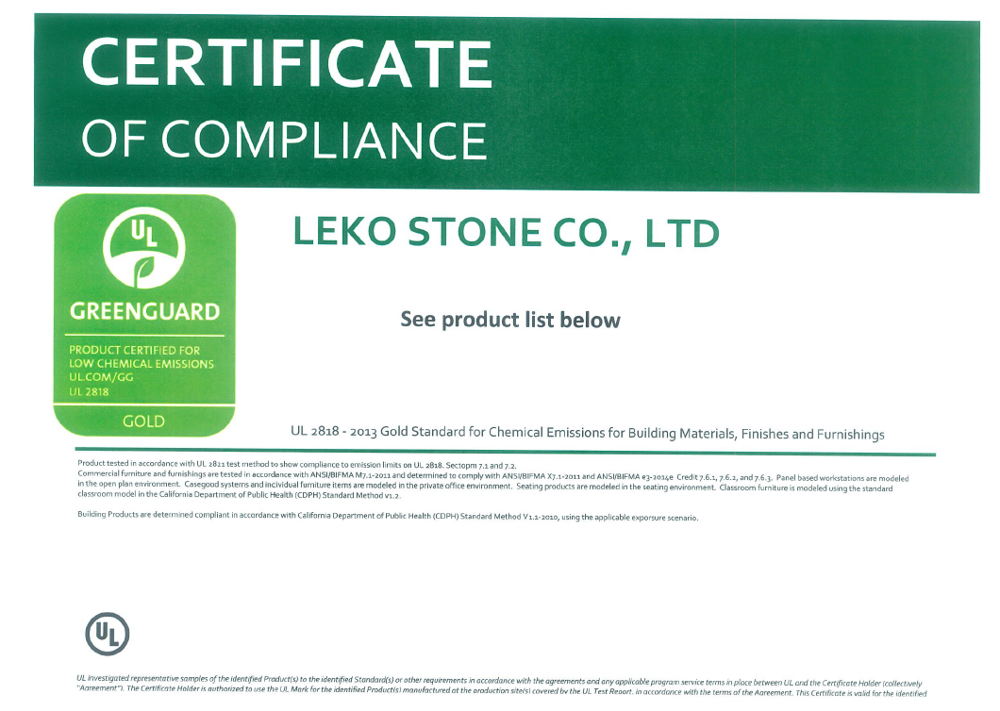 CERTIFICATE
OF COMPLIANCE
UL
GREENGUARD
PRODUCT CERTIFIED FOR
LOW CHEMICAL EMISSIONS
UL.COM/GG
UL 2818
GOLD
LEKO STONE CO., LTD
See product list below
UL 2818 - 2013 Gold Standard for Chemical Emissions for Building Materials, Finishes and Furnishings
Product tested in accordance with UL 2821 test method to show compliance to emission limits on UL 2818. Sectopm 7.1 and 7.2.
Commercial furniture and furnishings are tested in accordance with ANSI/BIFMA M7.1-2011 and determined to comply with ANSI/BIFMA X7.1-2011 and ANSI/BIFMA e3-2014e Credit 7.6.1, 7.6.2, and 7.6.3. Panel based workstations are modeled
in the open plan environment. Casegood systems and incividual furniture items are modeled in the private office environment. Seating products are modeled in the seating environment. Classroom furniture is modeled using the standard
classroom model in the California Department of Public Health (CDPH) Standard Method v1.2.
Building Products are determined compliant in accordance with California Department of Public Health (CDPH) Standard Method V1.1-2010, using the applicable exporsure scenario.
UL
UL investigated representative samples of the identified Product(s) to the identified Standard(s) or other requirements in accordance with the agreements and any applicable program service terms in place between UL and the Certificate Holder (collectively
"Agreement"). The Certificate Holder is authorized to use the UL Mark for the identified Product(s) manufactured at the production site(s) covered by the UL Test Report, in accordance with the terms of the Agreement. This Certificate is valid for the identified